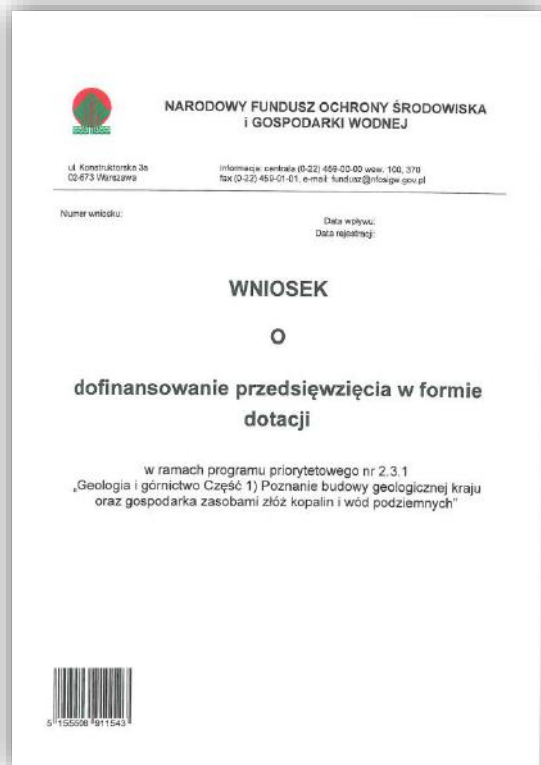 NARODOWY FUNDUSZ OCHRONY ŚRODOWISKA
i GOSPODARKI WODNEJ
ul. Konstruktorska 3a
02-673 Warszawa
Informacja: centrala (0-22) 459-00-00 wew. 100, 370
fax (0-22) 459-01-01, e-mail: fundusz@nfosigw.gov.pl
Numer wniosku:
Data wpływu:
Data rejestracji:
WNIOSEK
O
dofinansowanie przedsięwzięcia w formie
dotacji
w ramach programu priorytetowego nr 2.3.1
„Geologia i górnictwo Część 1) Poznanie budowy geologicznej kraju
oraz gospodarka zasobami złóż kopalin i wód podziemnych"
5 155508 911543